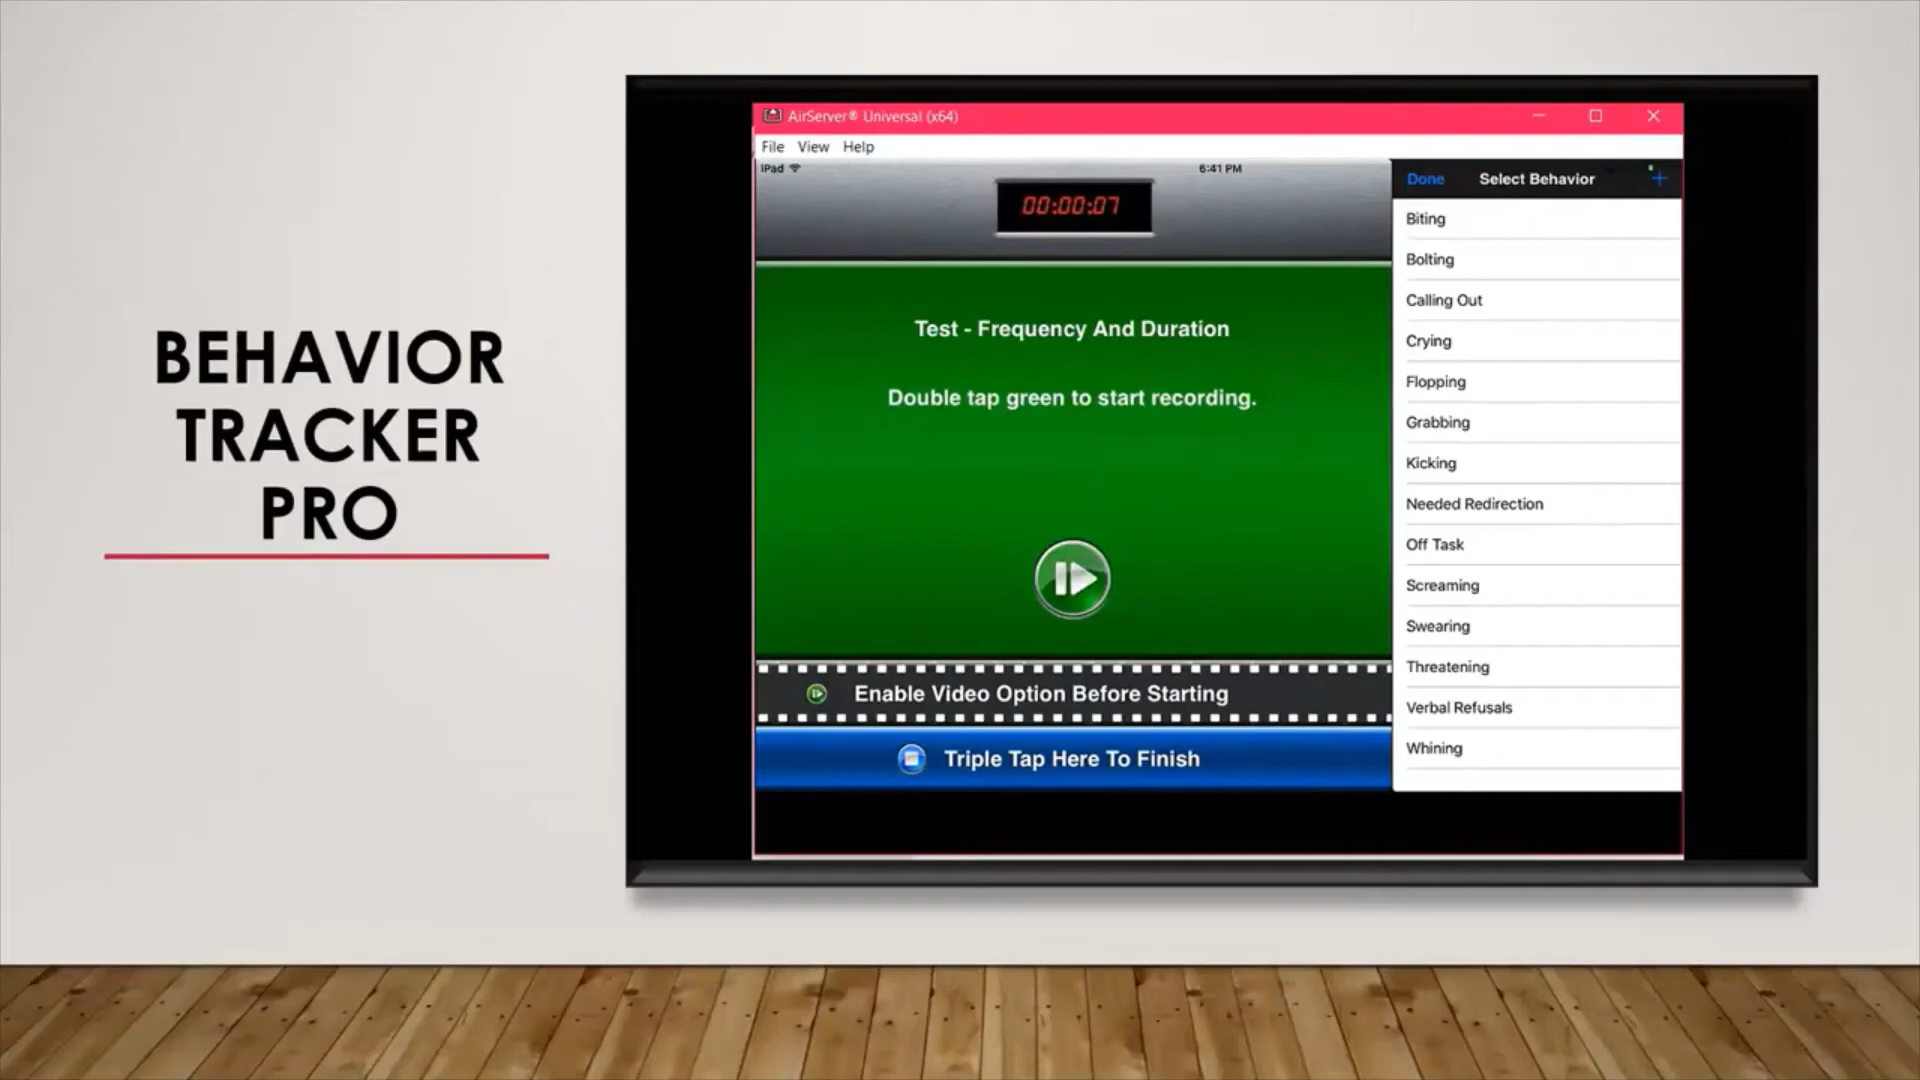 BEHAVIOR
TRACKER
PRO
AirServer® Universal (x64)
File View Help
iPad
6:41 PM
00:00:07
Test - Frequency And Duration
Double tap green to start recording.
Enable Video Option Before Starting
Triple Tap Here To Finish
Done Select Behavior +
Biting
Bolting
Calling Out
Crying
Flopping
Grabbing
Kicking
Needed Redirection
Off Task
Screaming
Swearing
Threatening
Verbal Refusals
Whining